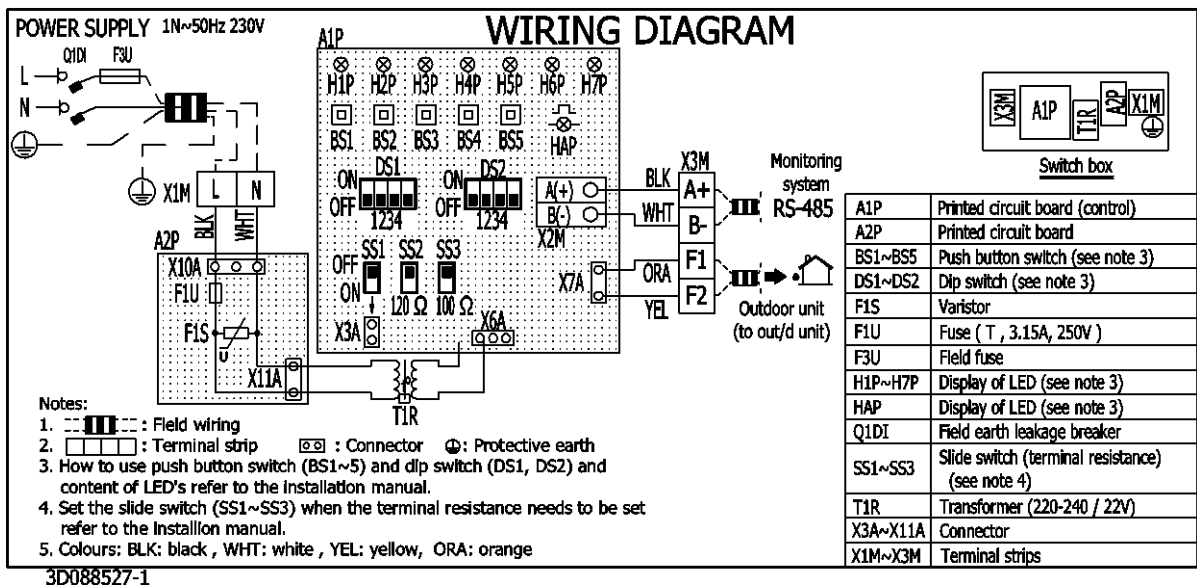 WIRING DIAGRAM
POWER SUPPLY 1N~50Hz 230V
Q1DI F3U
L
N
X1M L N
BLK WHT
A2P
X10A
F1U
F1S
U
X11A
T1R
A1P
H1P H2P H3P H4P H5P H6P H7P
BS1 BS2 BS3 BS4 BS5 HAP
DS1 DS2
ON ON
OFF OFF
1234 1234
A(+)
B(-)
X2M
SS1 SS2 SS3
OFF
ON
120 Ω 100 Ω
X3A
X6A
X7A
BLK
WHT
ORA
YEL
X3M
A+
B-
F1
F2
Monitoring
system
RS-485
Outdoor unit
(to out/d unit)
X3M A1P T1R A2P X1M
Switch box
A1P Printed circuit board (control)
A2P Printed circuit board
BS1~BS5 Push button switch (see note 3)
DS1~DS2 Dip switch (see note 3)
F1S Varistor
F1U Fuse ( T , 3.15A, 250V )
F3U Field fuse
H1P~H7P Display of LED (see note 3)
HAP Display of LED (see note 3)
Q1DI Field earth leakage breaker
SS1~SS3 Slide switch (terminal resistance)
(see note 4)
T1R Transformer (220-240 / 22V)
X3A~X11A Connector
X1M~X3M Terminal strips
Notes:
1. : Field wiring
2. : Terminal strip : Connector : Protective earth
3. How to use push button switch (BS1~5) and dip switch (DS1, DS2) and
content of LED's refer to the installation manual.
4. Set the slide switch (SS1~SS3) when the terminal resistance needs to be set
refer to the Installion manual.
5. Colours: BLK: black , WHT: white , YEL: yellow, ORA: orange
3D088527-1